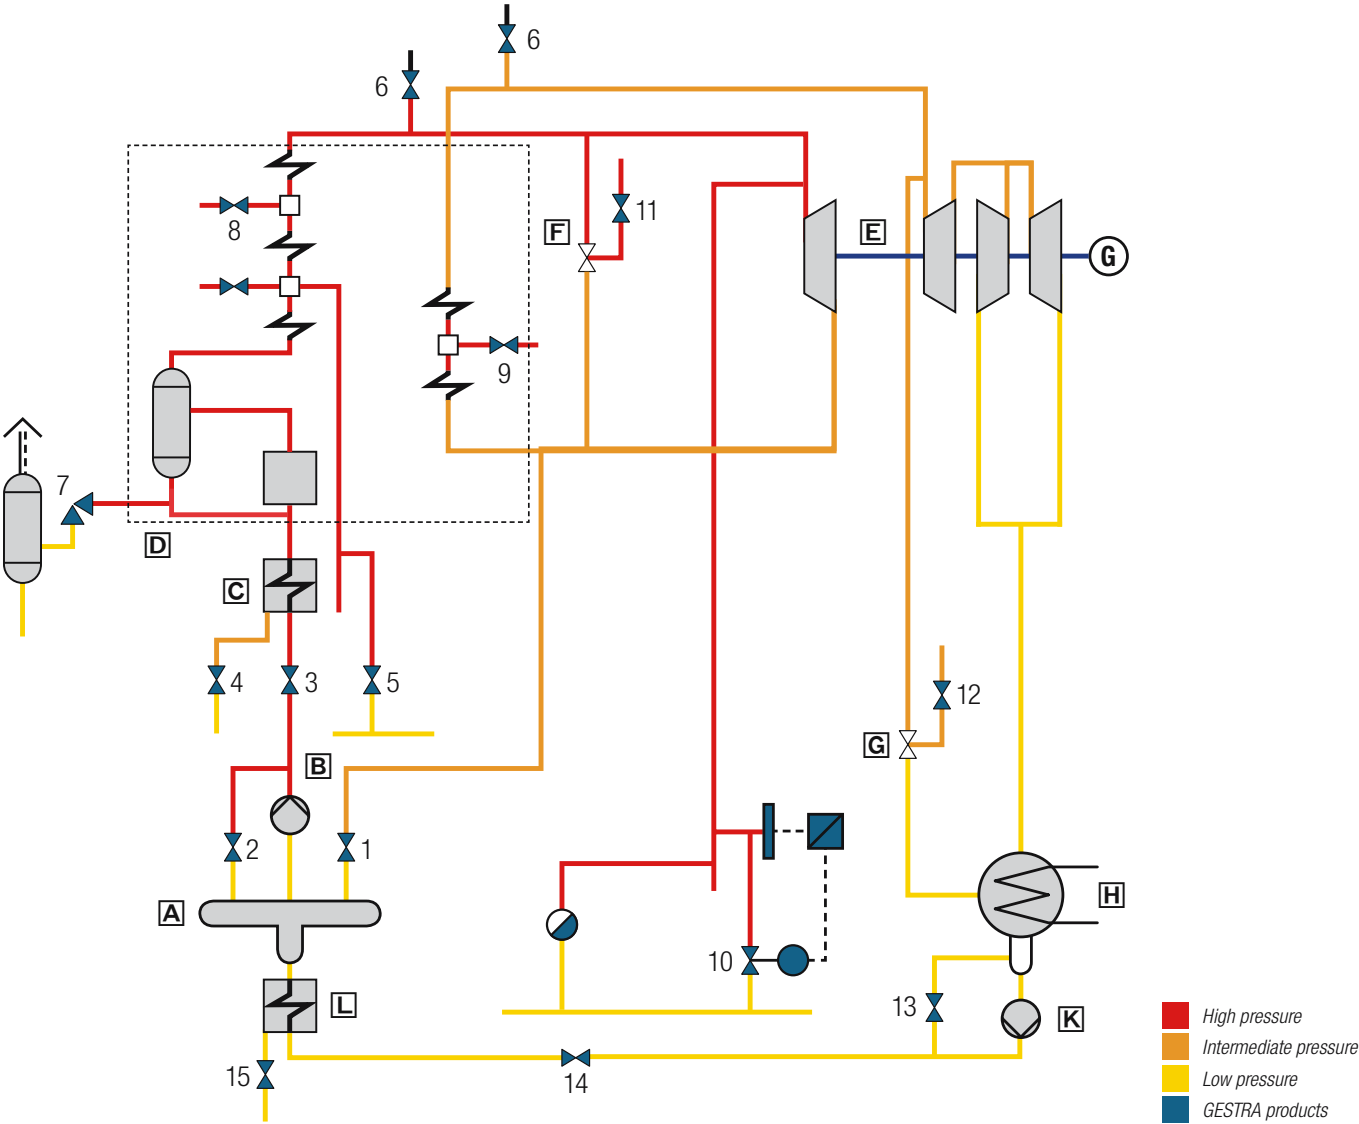 6
6
8
11
F
E
G
9
7
D
C
4
3
5
12
G
B
2
1
A
H
10
13
K
L
14
15
High pressure
Intermediate pressure
Low pressure
GESTRA products